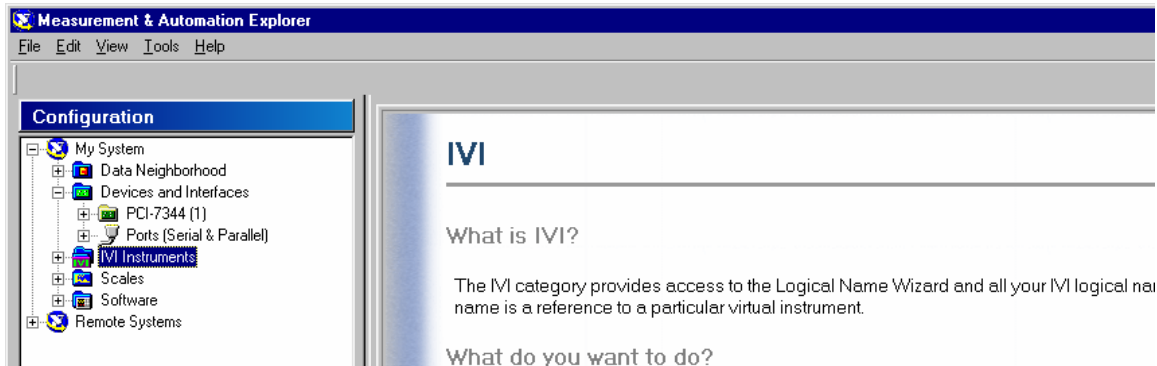 Measurement & Automation Explorer
File Edit View Tools Help
Configuration
My System
Data Neighborhood
Devices and Interfaces
PCI-7344 (1)
Ports (Serial & Parallel)
IVI Instruments
Scales
Software
Remote Systems
IVI
What is IVI?
The IVI category provides access to the Logical Name Wizard and all your IVI logical
name is a reference to a particular virtual instrument.
What do you want to do?